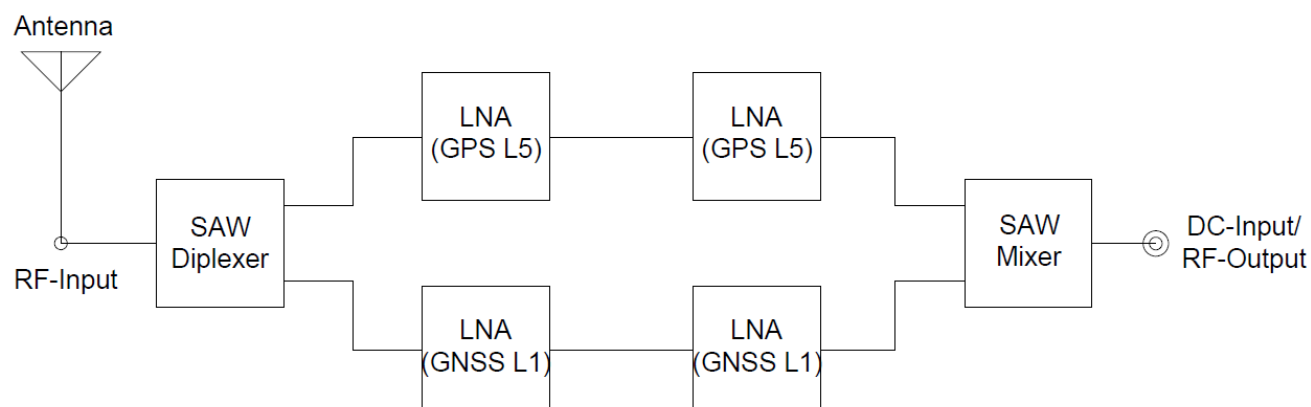 Antenna
RF-Input
SAW
Diplexer
LNA
(GPS L5)
LNA
(GPS L5)
LNA
(GNSS L1)
LNA
(GNSS L1)
SAW
Mixer
DC-Input/
RF-Output